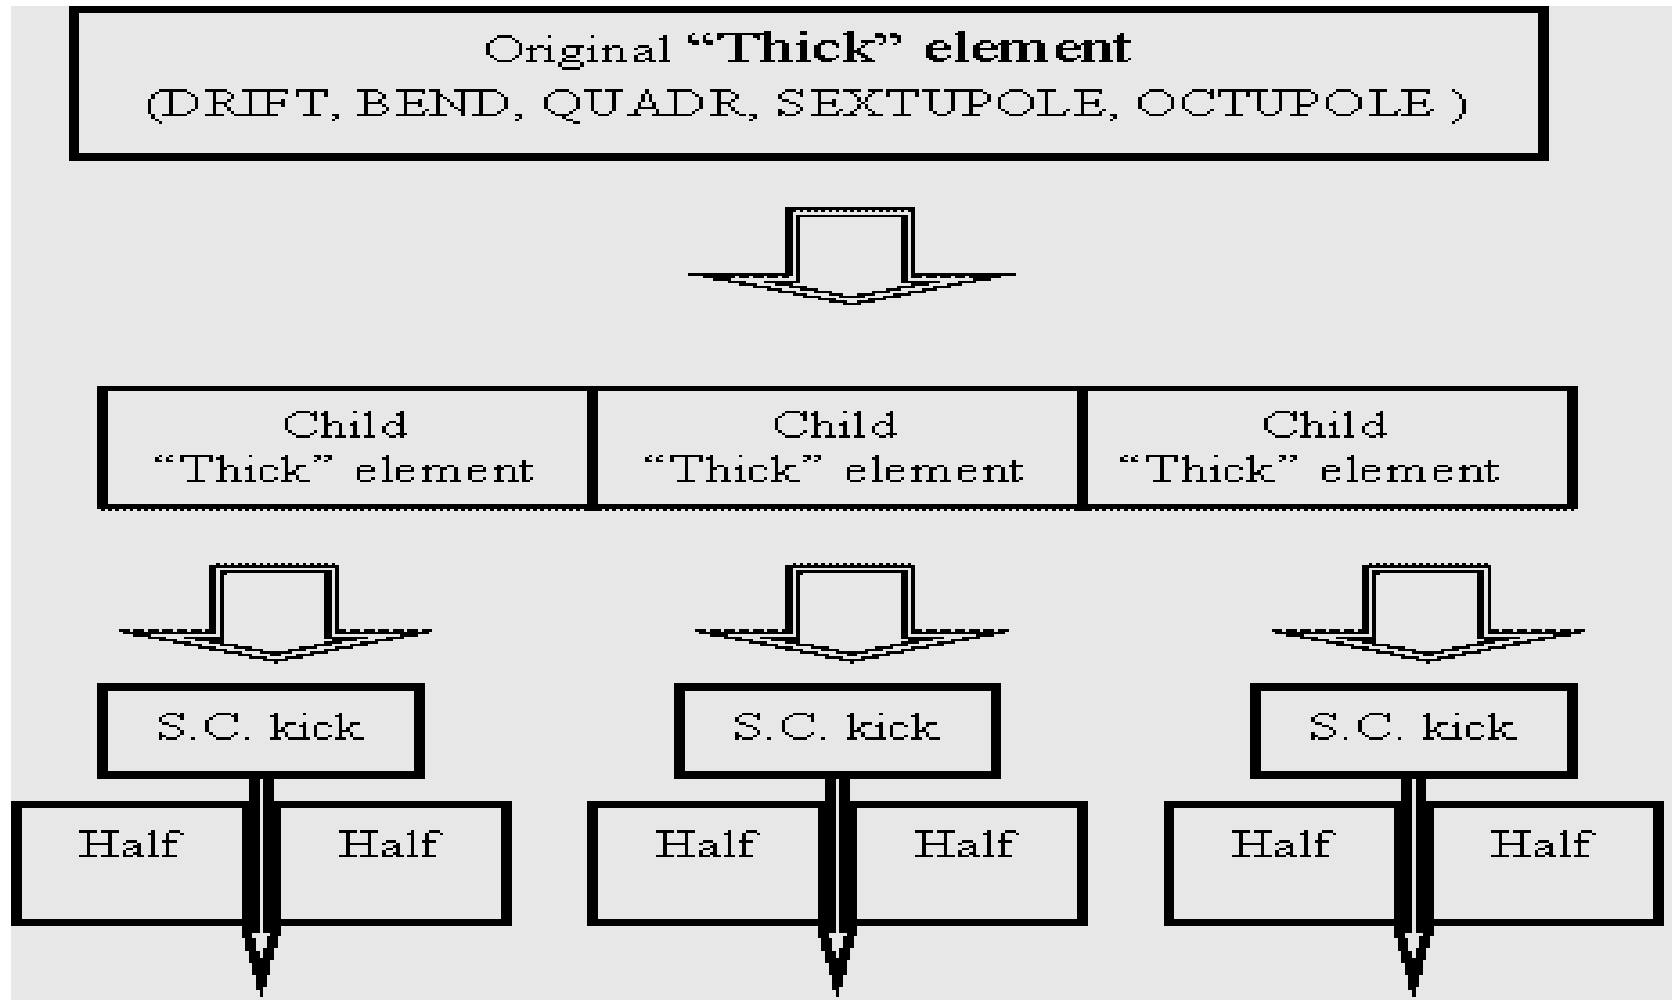 Original “Thick” element
(DRIFT, BEND, QUADR, SEXTUPOLE, OCTUPOLE )
Child
“Thick” element
Child
“Thick” element
Child
“Thick” element
S.C. kick
S.C. kick
S.C. kick
Half
Half
Half
Half
Half
Half